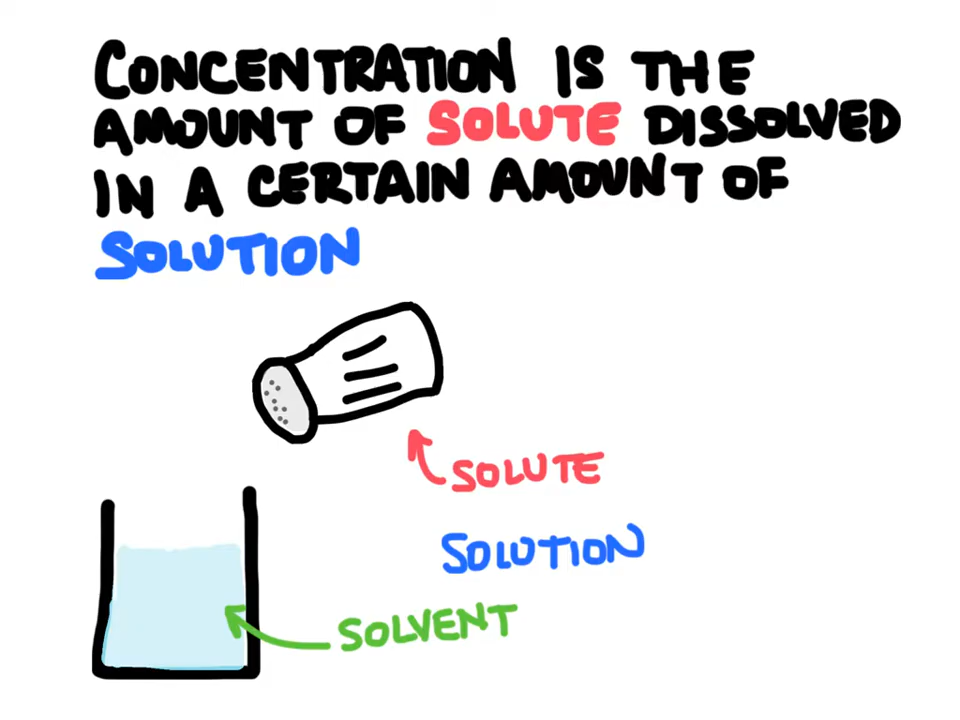 CONCENTRATION IS THE
AMOUNT OF SOLUTE DISSOLVED
IN A CERTAIN AMOUNT OF
SOLUTION
SOLUTE
SOLUTION
SOLVENT